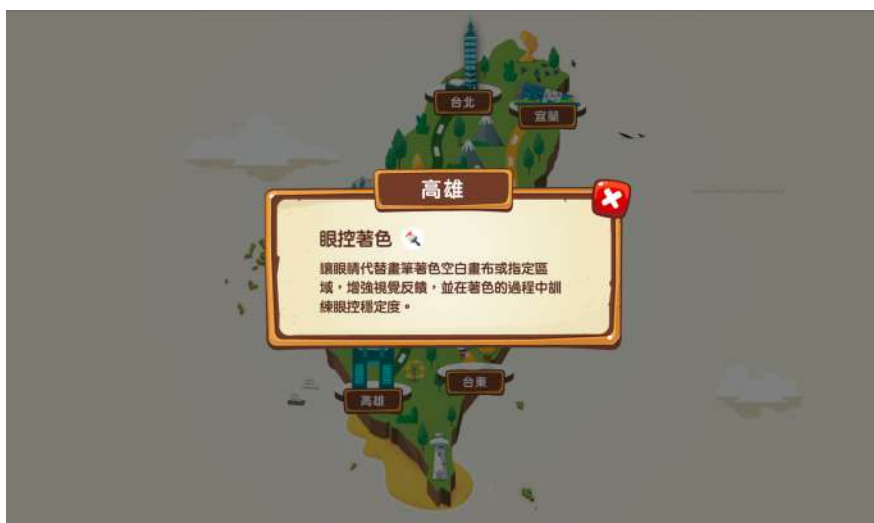 台北
宜蘭
高雄
眼控著色
讓眼睛代替畫筆著色空白畫布或指定區
域，增強視覺反饋，並在著色的過程中訓
練眼控穩定度。
高雄
台東